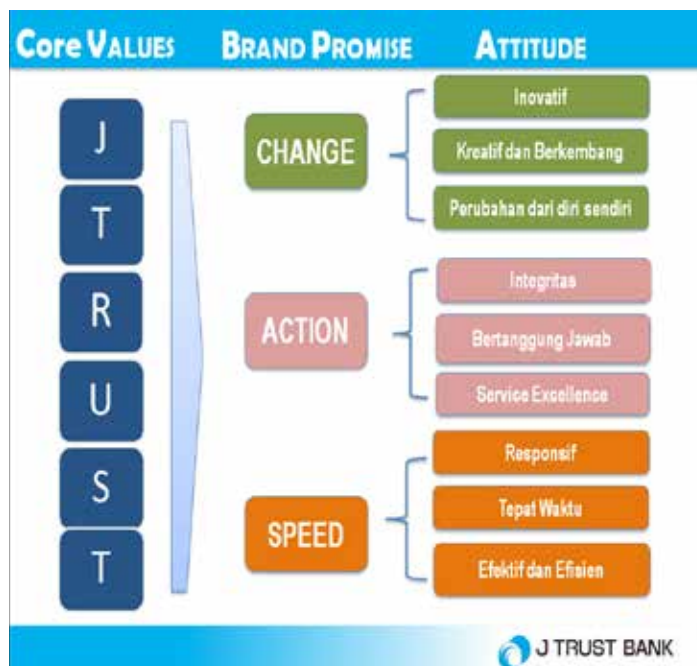 Core VALUES
BRAND PROMISE
ATTITUDE
J
T
R
U
S
T
CHANGE
Inovatif
Kreatif dan Berkembang
Perubahan dari diri sendiri
ACTION
Integritas
Bertanggung Jawab
Service Excellence
SPEED
Responsif
Tepat Waktu
Efektif dan Efisien
J TRUST BANK